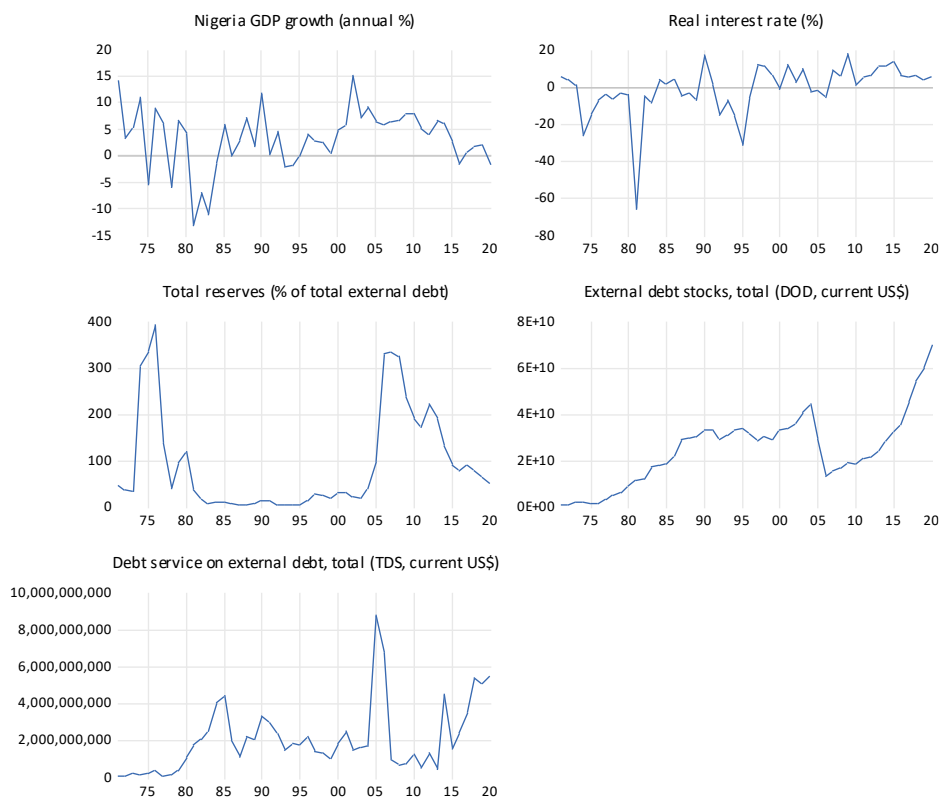 Nigeria GDP growth (annual %)
20
15
10
5
0
-5
-10
-15
75 80 85 90 95 00 05 10 15 20
Real interest rate (%)
20
0
-20
-40
-60
-80
75 80 85 90 95 00 05 10 15 20
Total reserves (% of total external debt)
400
300
200
100
0
75 80 85 90 95 00 05 10 15 20
External debt stocks, total (DOD, current US$)
8E+10
6E+10
4E+10
2E+10
0E+00
75 80 85 90 95 00 05 10 15 20
Debt service on external debt, total (TDS, current US$)
10,000,000,000
8,000,000,000
6,000,000,000
4,000,000,000
2,000,000,000
0
75 80 85 90 95 00 05 10 15 20